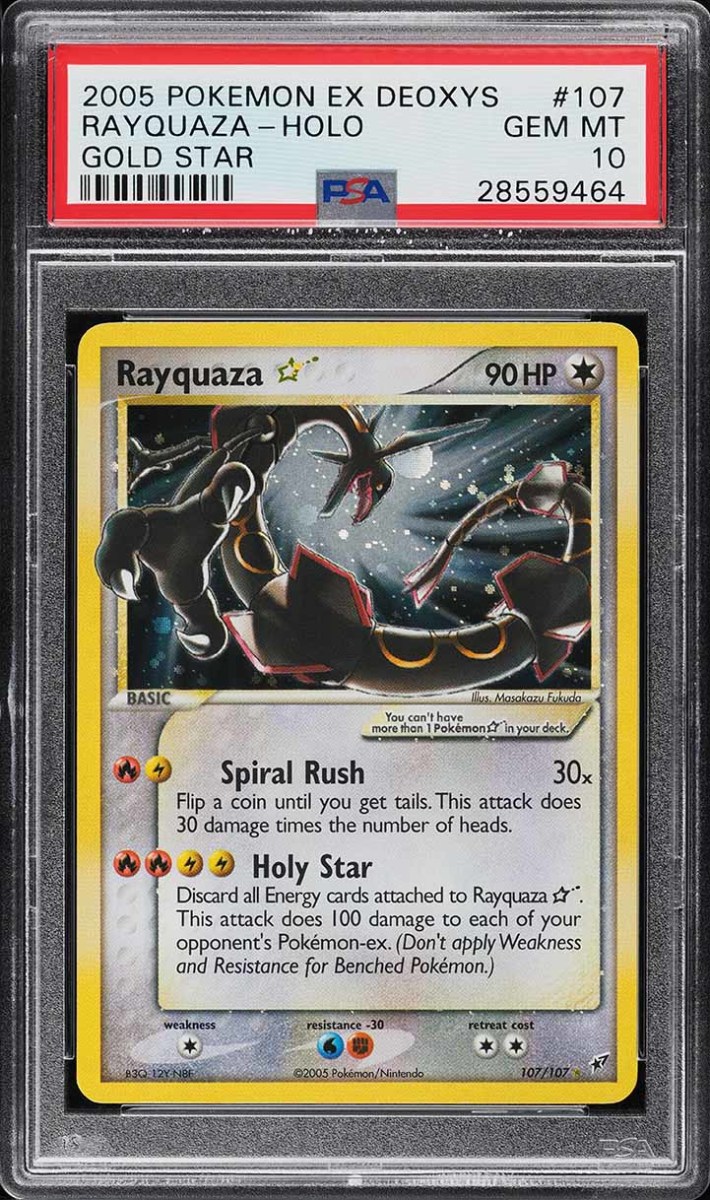 2005 POKEMON EX DEOXYS #107
RAYQUAZA - HOLO GEM MT
GOLD STAR 10
PSA 28559464
Rayquaza 90 HP
BASIC
Illus. Masakazu Fukuda
You can't have
more than 1 Pokémon☆ in your deck.
Spiral Rush 30x
Flip a coin until you get tails. This attack does
30 damage times the number of heads.
Holy Star
Discard all Energy cards attached to Rayquaza ☆.
This attack does 100 damage to each of your
opponent's Pokémon-ex. (Don't apply Weakness
and Resistance for Benched Pokémon.)
weakness resistance -30 retreat cost
©2005 Pokémon/Nintendo 107/107
PSA